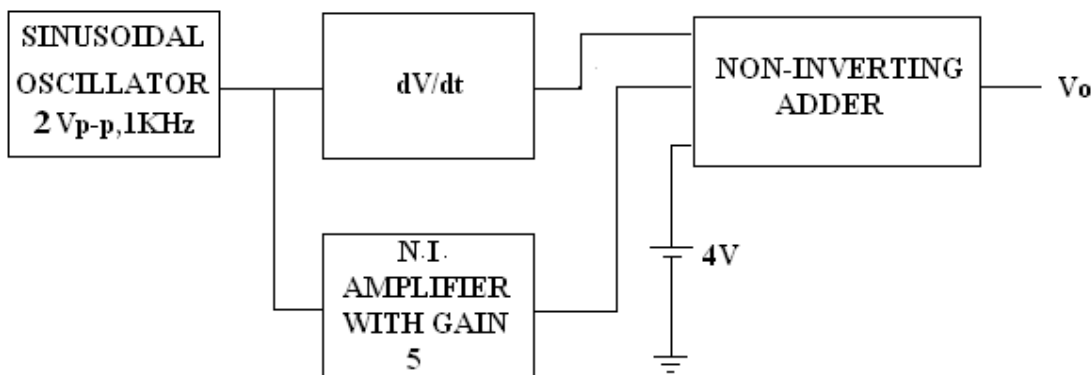 SINUSOIDAL
OSCILLATOR
2 Vp-p,1KHz
dV/dt
NON-INVERTING
ADDER
Vo
4V
N.I.
AMPLIFIER
WITH GAIN
5